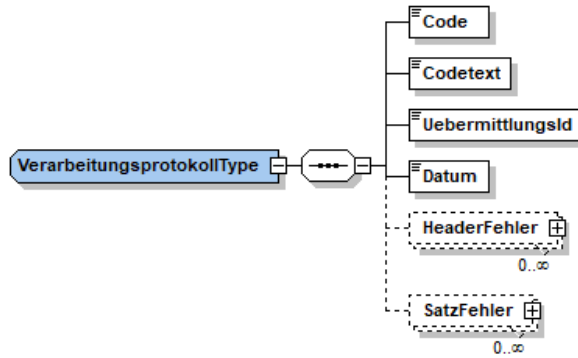 Code
Codetext
UebermittlungsId
VerarbeitungsprotokollType
Datum
HeaderFehler
0..∞
SatzFehler
0..∞